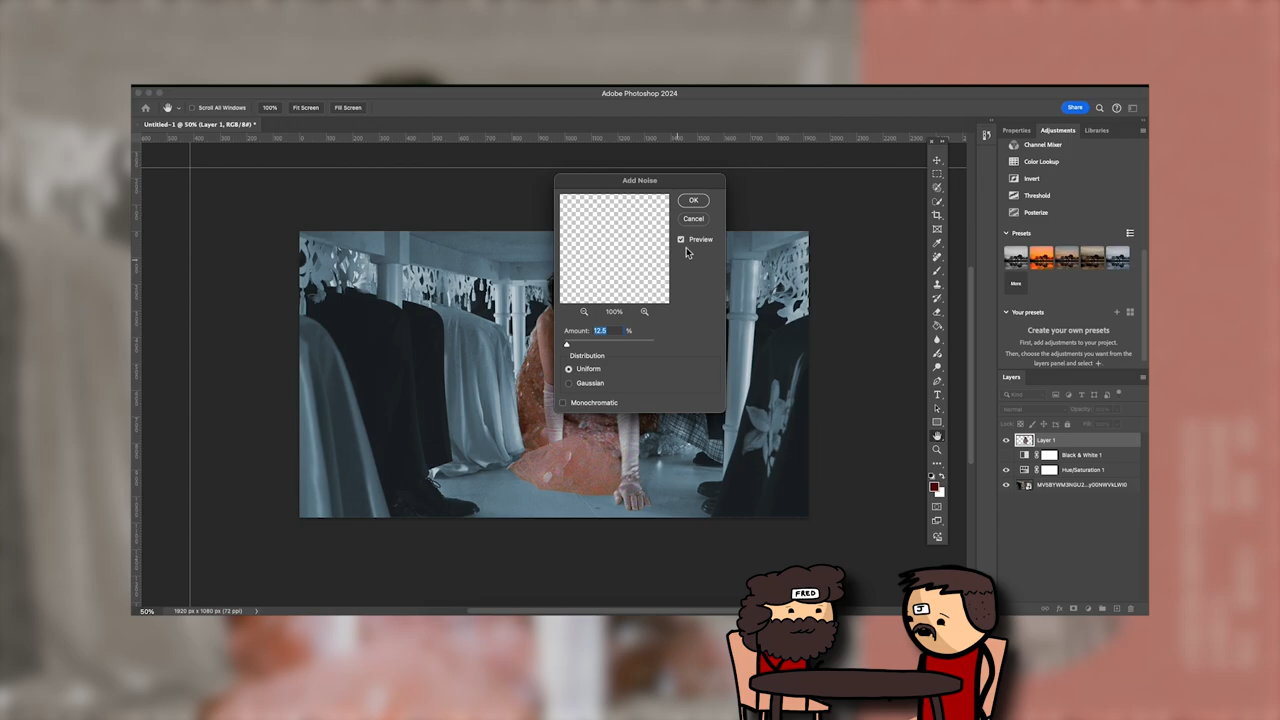 Adobe Photoshop 2024
Scroll All Windows 100% Fit Screen Fill Screen
Share
Untitled-1 @ 50% (Layer 1, RGB/8#) *
Properties Adjustments Libraries
Channel Mixer
Color Lookup
Invert
Threshold
Posterize
Presets
More
Your presets
Create your own presets
First, add adjustments to your project.
Then, choose the adjustments you want from the
layers panel and select +.
Add Noise
OK
Cancel
Preview
100%
Amount: 12.5 %
Distribution
Uniform
Gaussian
Monochromatic
Layers
Kind
Normal Opacity:
Lock: Fill:
Layer 1
Black & White 1
Hue/Saturation 1
50% 1920 px x 1080 px (72 ppi)
FRED
J